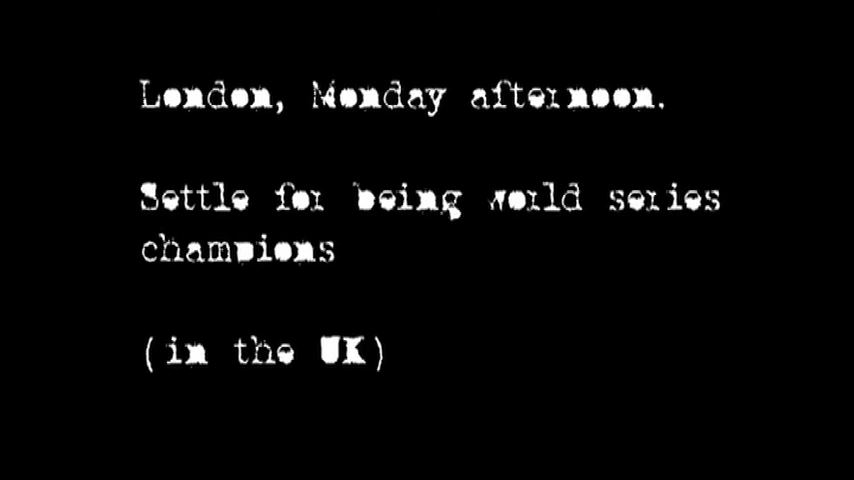 London, Monday afternoon.
Settle for being world series
champions
(in the UK)